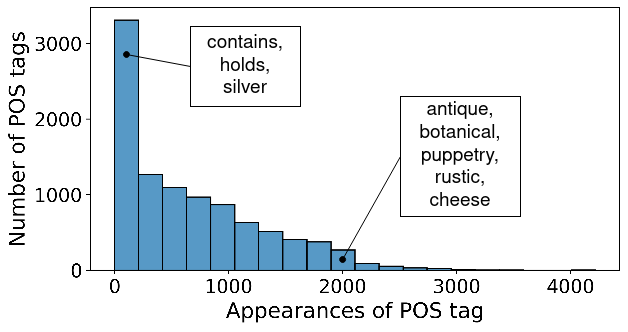 3000
2000
1000
0
Number of POS tags
contains,
holds,
silver
antique,
botanical,
puppetry,
rustic,
cheese
0 1000 2000 3000 4000
Appearances of POS tag